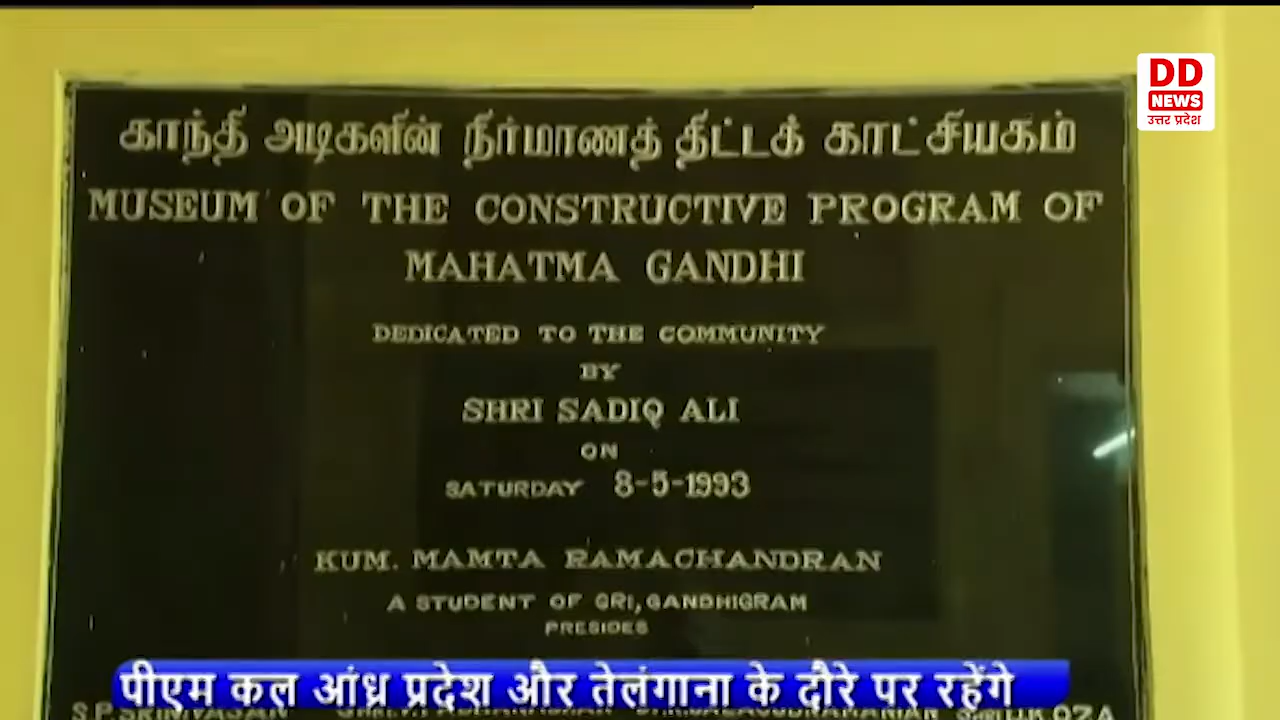 DD
NEWS
उत्तर प्रदेश
காந்தி அடிகளின் நிர்மாணத் திட்டக் காட்சியகம்
MUSEUM OF THE CONSTRUCTIVE PROGRAM OF
MAHATMA GANDHI
DEDICATED TO THE COMMUNITY
BY
SHRI SADIQ ALI
ON
SATURDAY 8-5-1993
KUM. MAMTA RAMACHANDRAN
A STUDENT OF GRI, GANDHIGRAM
PRESIDES
पीएम कल आंध्र प्रदेश और तेलंगाना के दौरे पर रहेंगे
S.P. SRINIVASAN OZA